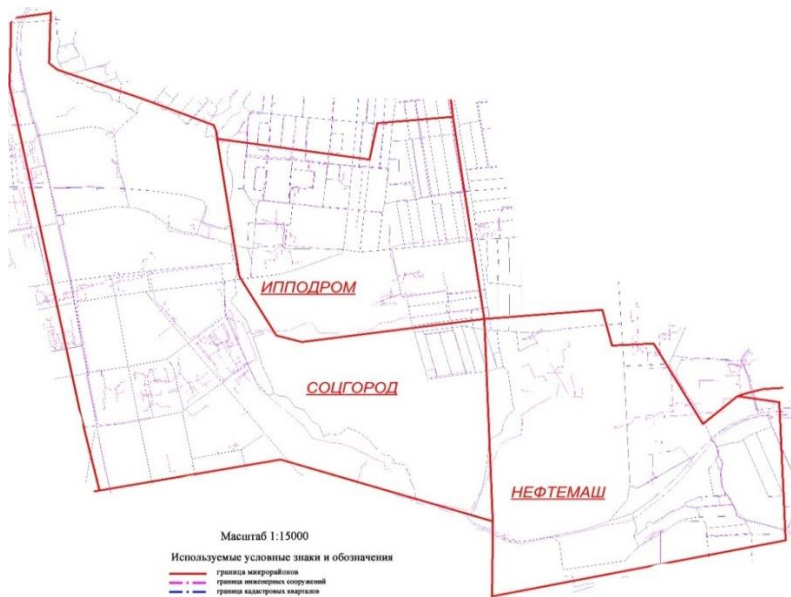 ИППОДРОМ
СОЦГОРОД
НЕФТЕМАШ
Масштаб 1:15000
Используемые условные знаки и обозначения
граница микрорайонов
граница инженерных сооружений
граница кадастровых кварталов